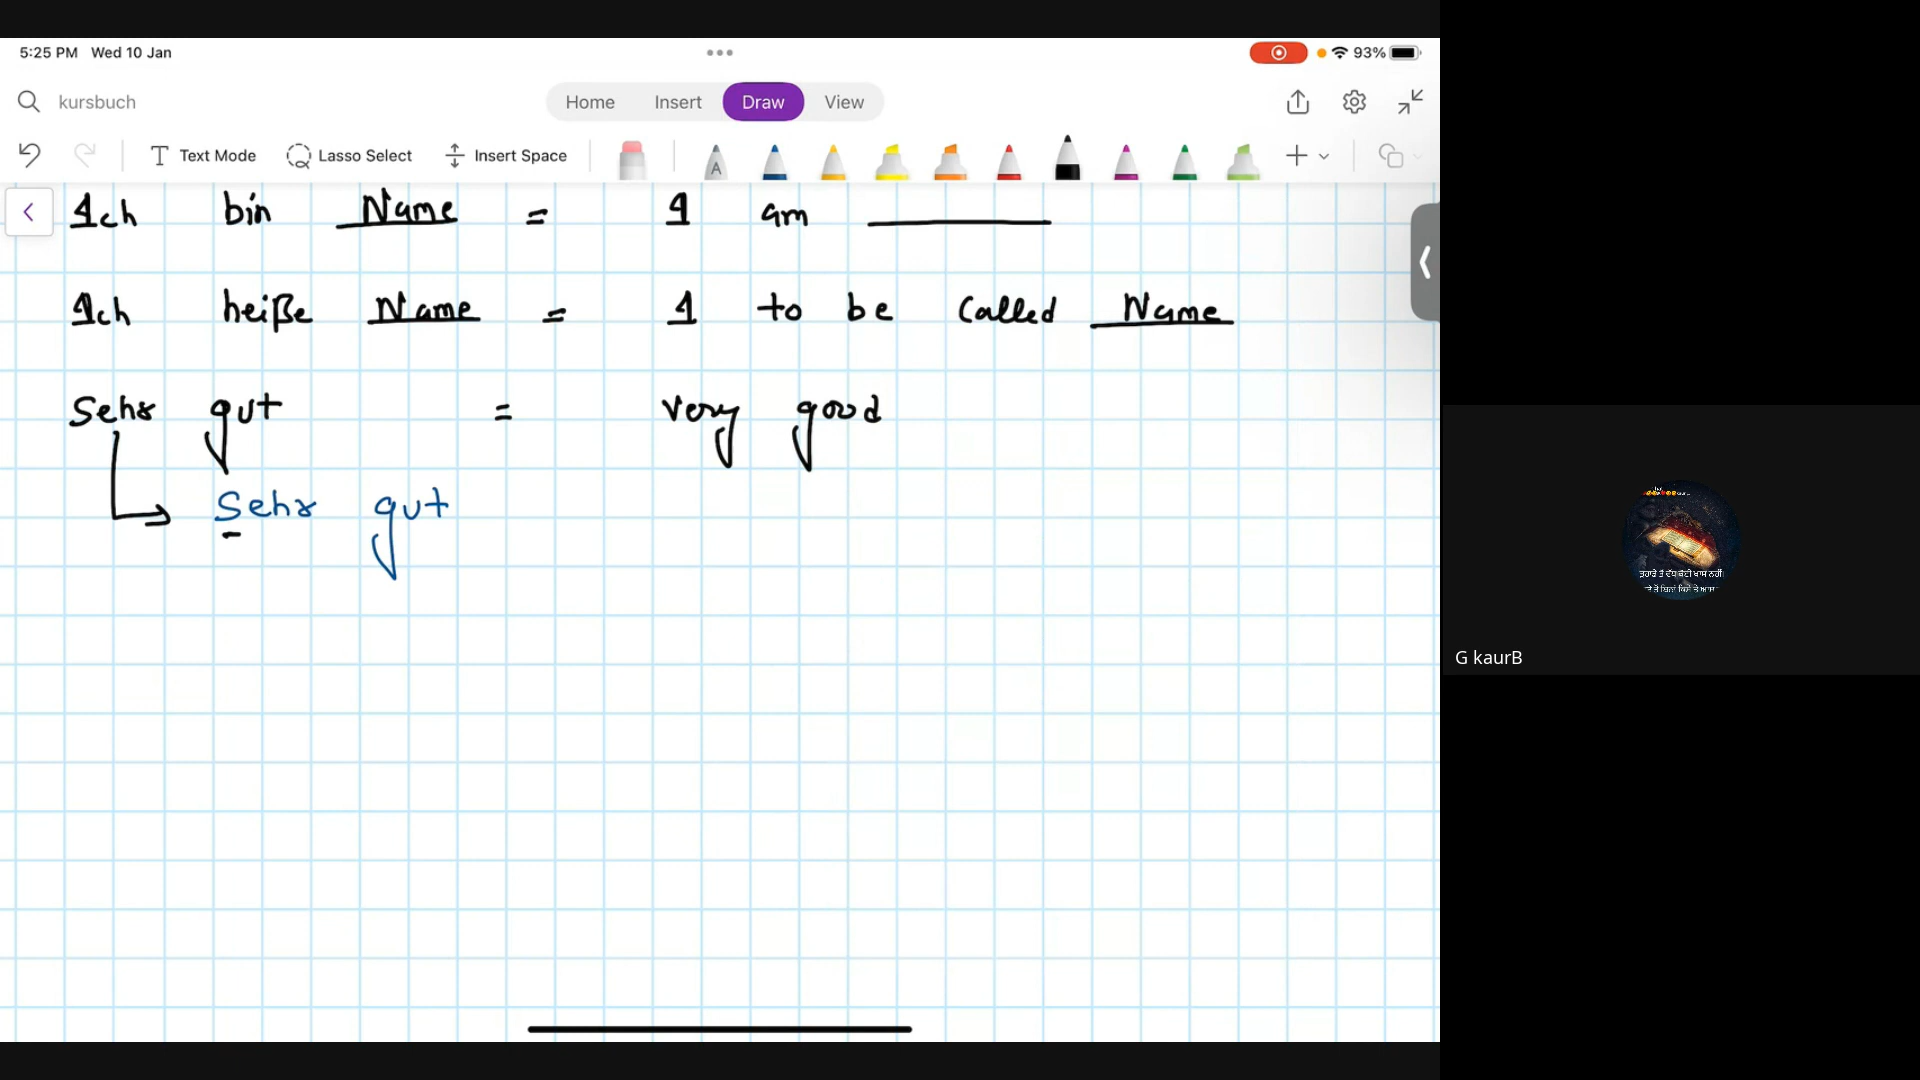 5:25 PM Wed 10 Jan 93%
kursbuch Home Insert Draw View
Text Mode Lasso Select Insert Space A
Ich bin Name = I am
Ich heiße Name = I to be called Name
Sehr gut = very good
Sehr gut
G kaurB